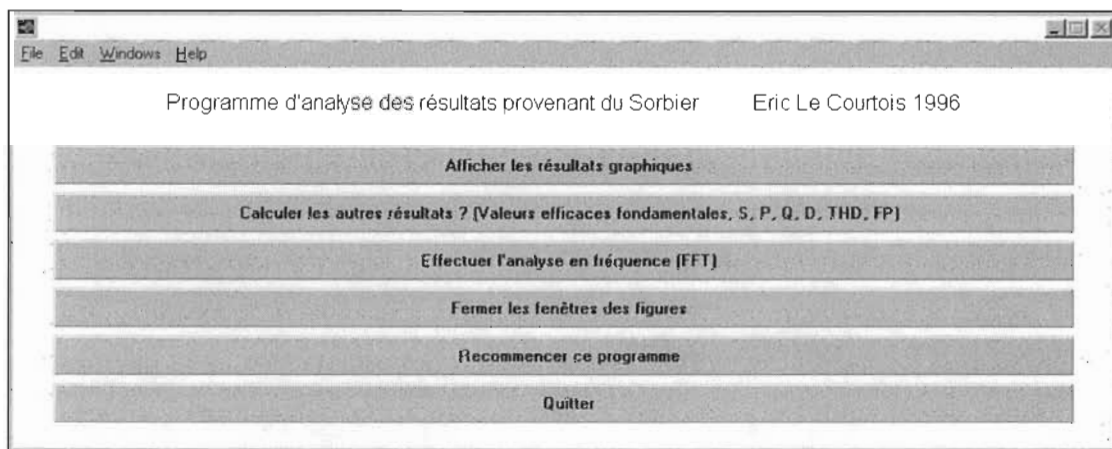 File Edit Windows Help
Programme d'analyse des résultats provenant du Sorbier Eric Le Courtois 1996
Afficher les résultats graphiques
Calculer les autres résultats ? (Valeurs efficaces fondamentales, S, P, Q, D, THD, FP)
Effectuer l'analyse en fréquence (FFT)
Fermer les fenêtres des figures
Recommencer ce programme
Quitter